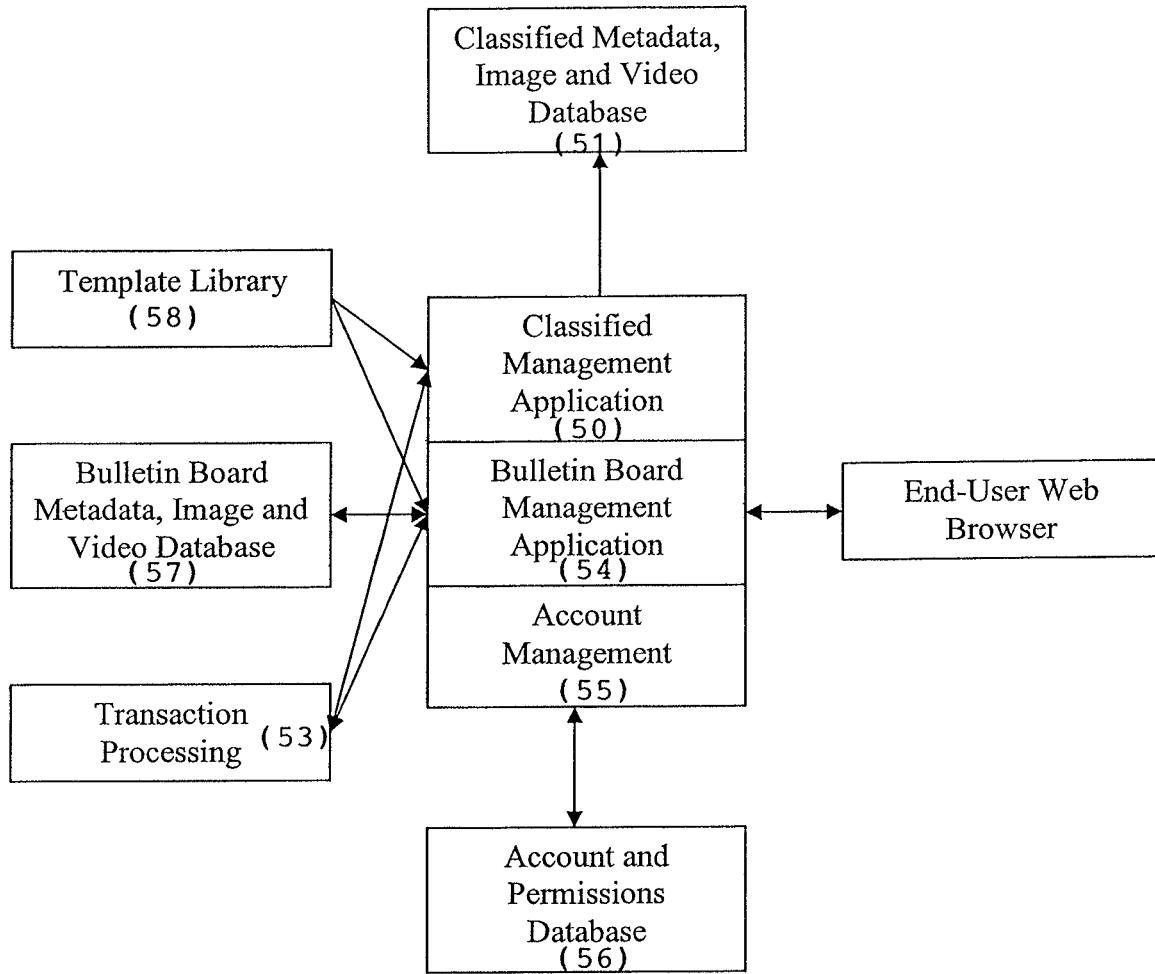 Classified Metadata,
Image and Video
Database
(51)
Template Library
(58)
Classified
Management
Application
(50)
Bulletin Board
Metadata, Image and
Video Database
(57)
Bulletin Board
Management
Application
(54)
End-User Web
Browser
Account
Management
(55)
Transaction
Processing
(53)
Account and
Permissions
Database
(56)